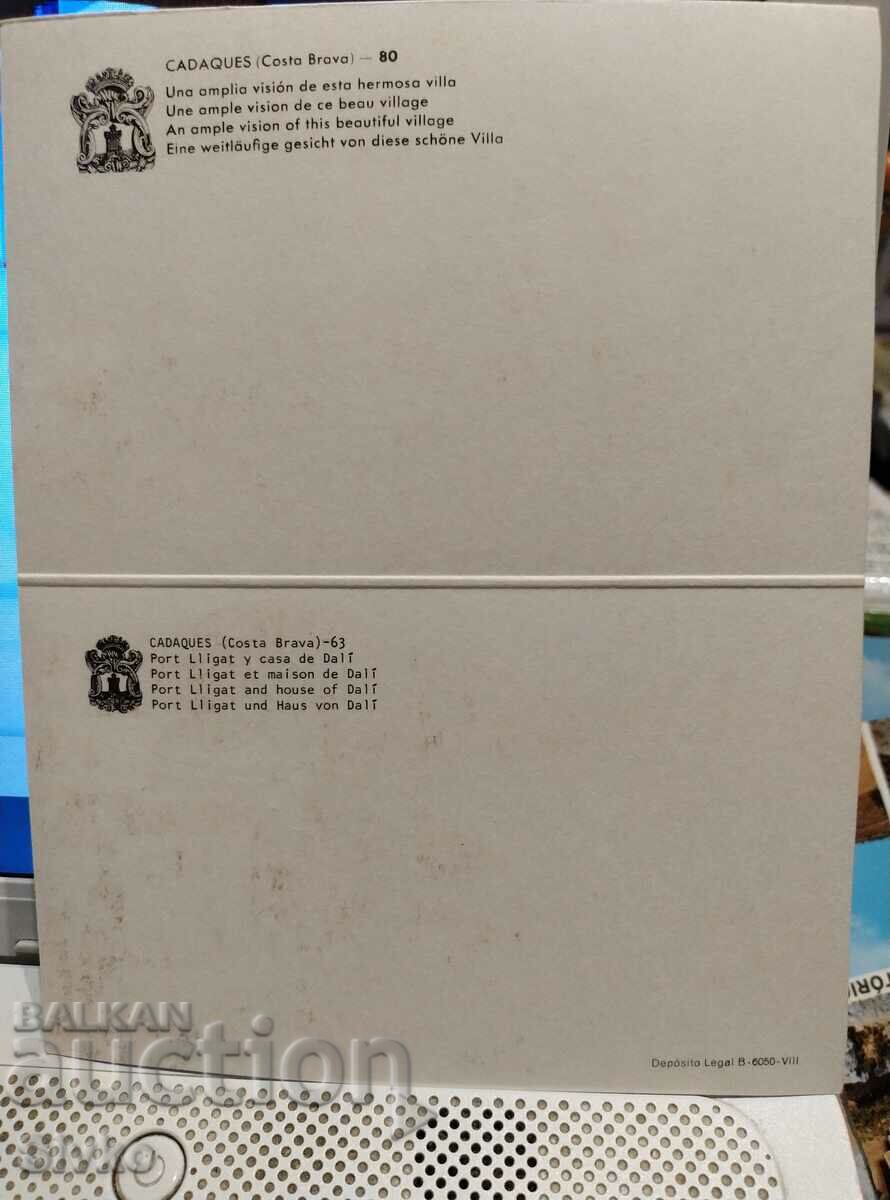 CADAQUES (Costa Brava) — 80
Una amplia visión de esta hermosa villa
Une ample vision de ce beau village
An ample vision of this beautiful village
Eine weitläufige gesicht von diese schöne Villa
CADAQUES (Costa Brava)-63
Port Lligat y casa de Dalí
Port Lligat et maison de Dalí
Port Lligat and house of Dalí
Port Lligat und Haus von Dalí
TÓRIC
Depósito Legal B-6050-VIII
BALKAN
auction
slvko